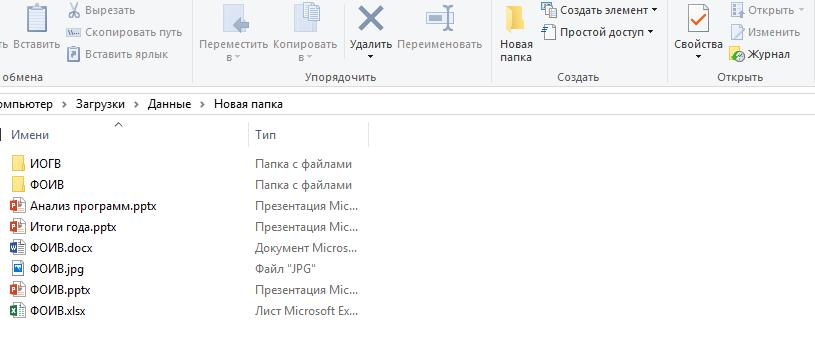 Вырезать
Вставить
Скопировать путь
Вставить ярлык
обмена
Переместить в
Копировать в
Удалить
Переименовать
Упорядочить
Новая папка
Создать элемент
Простой доступ
Создать
Свойства
Открыть
Изменить
Журнал
Открыть
омпьютер > Загрузки > Данные > Новая папка
Имени Тип
ИОГВ Папка с файлами
ФОИВ Папка с файлами
Анализ программ.pptx Презентация Mic...
Итоги года.pptx Презентация Mic...
ФОИВ.docx Документ Micros...
ФОИВ.jpg Файл "JPG"
ФОИВ.pptx Презентация Mic...
ФОИВ.xlsx Лист Microsoft Ex...